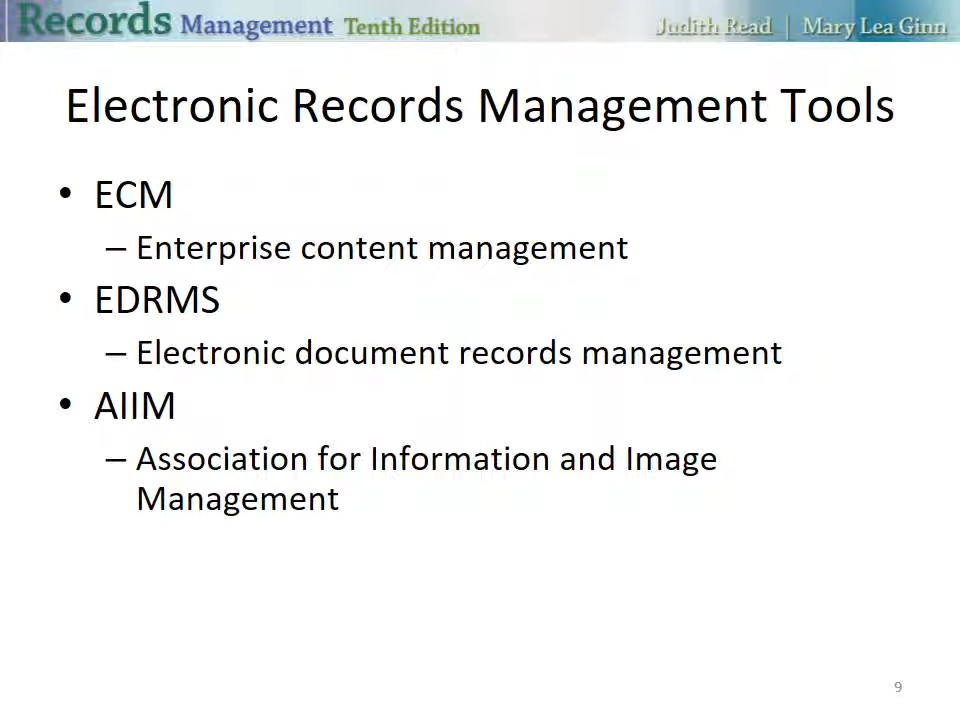 Records Management Tenth Edition Judith Read | Mary Lea Ginn
Electronic Records Management Tools
• ECM
– Enterprise content management
• EDRMS
– Electronic document records management
• AIIM
– Association for Information and Image
Management
9